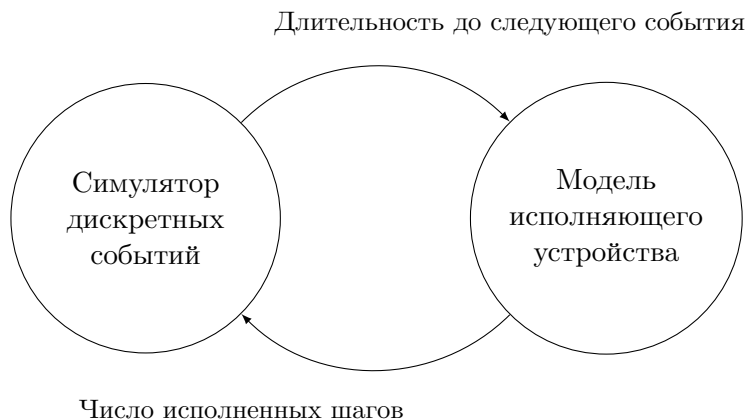 Длительность до следующего события
Симулятор
дискретных
событий
Модель
исполняющего
устройства
Число исполненных шагов